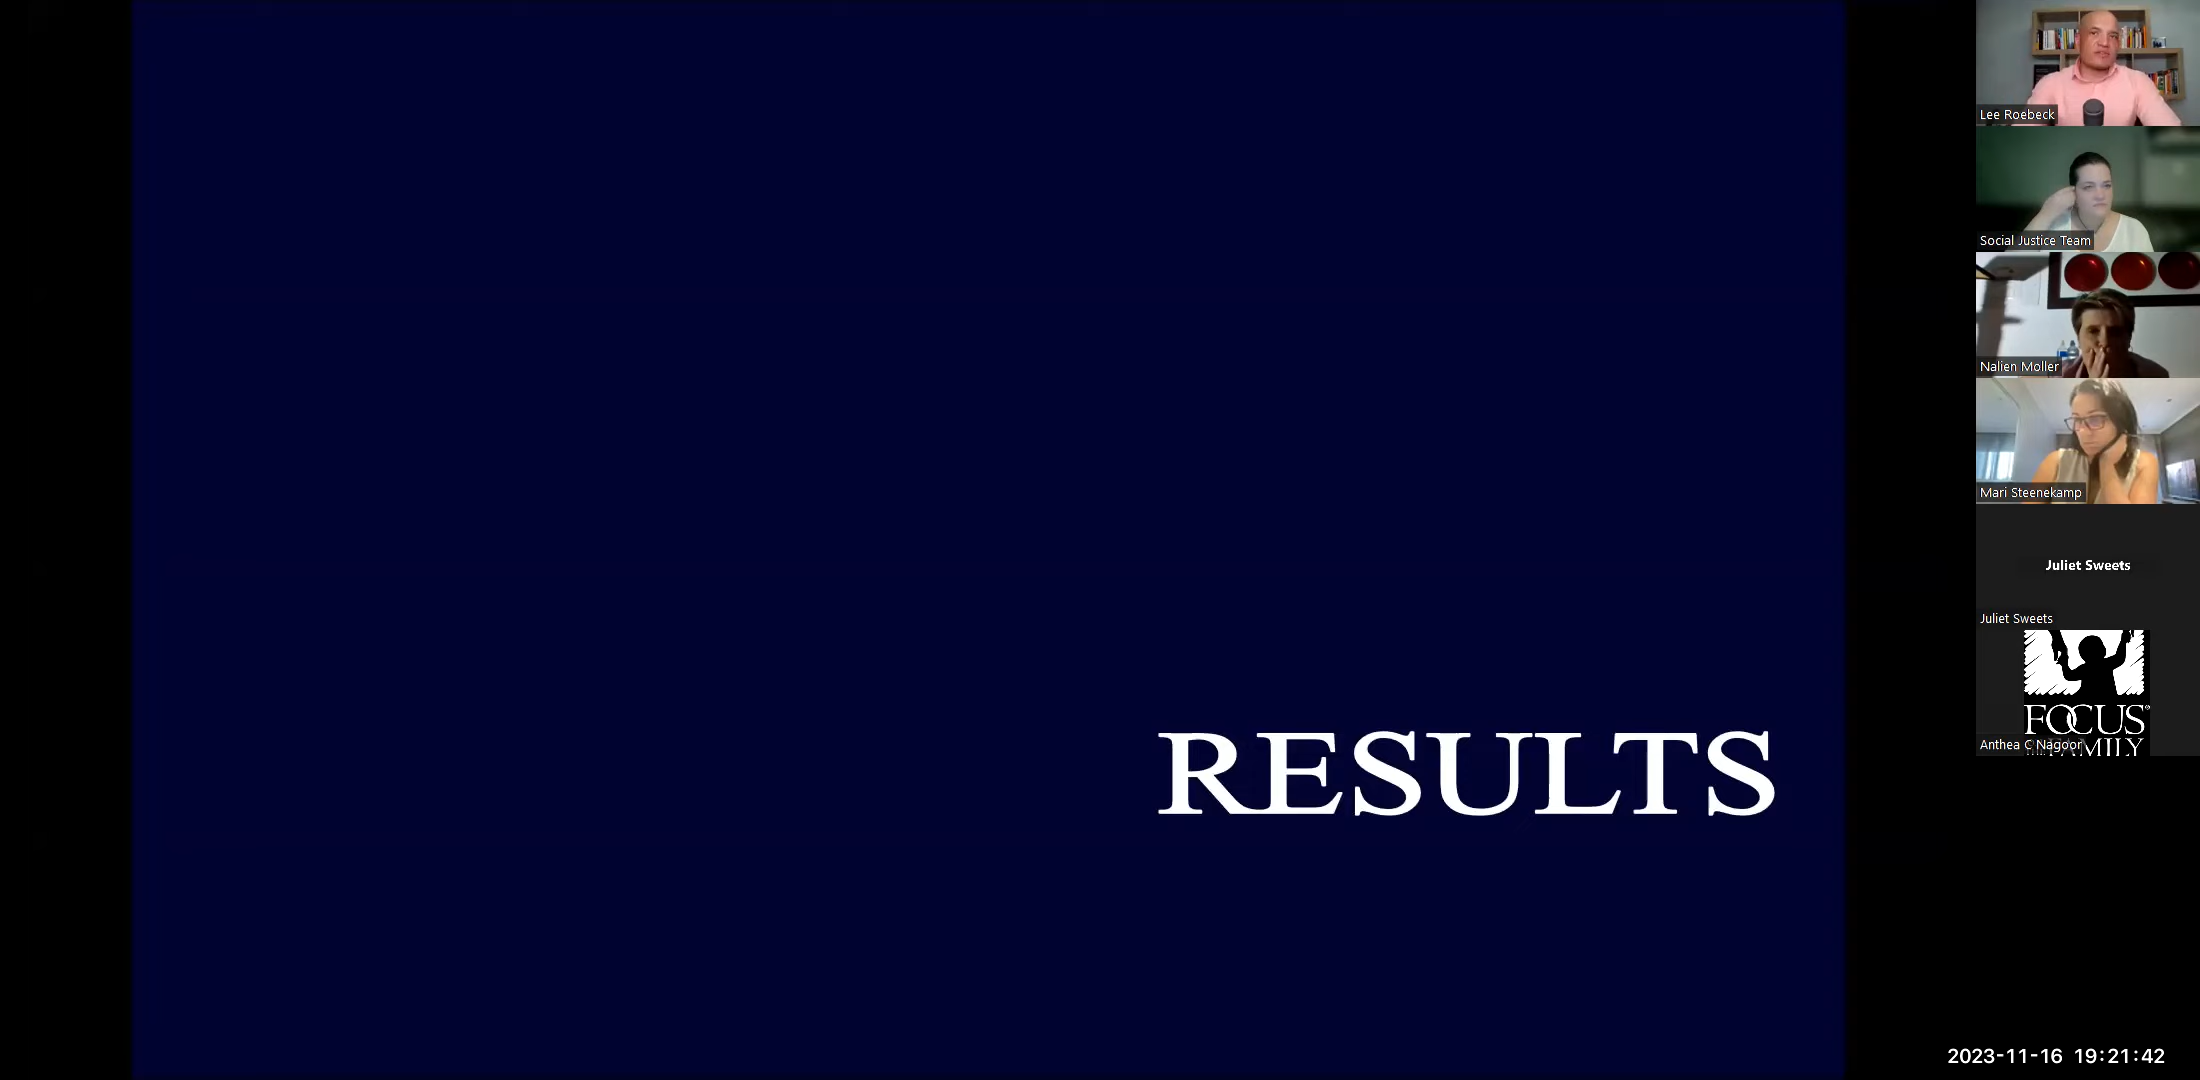 RESULTS
Lee Roebeck
Social Justice Team
Nalien Moller
Mari Steenekamp
Juliet Sweets
Juliet Sweets
FOCUS®
FAMILY
Anthea C Nagoor
2023-11-16 19:21:42